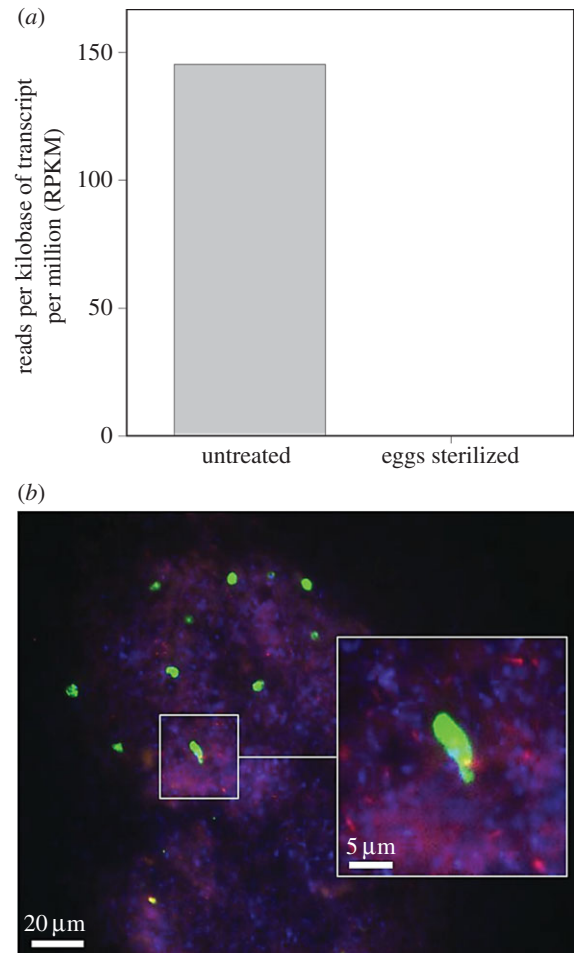 (a)
reads per kilobase of transcript
per million (RPKM)
150
100
50
0
untreated
eggs sterilized
(b)
5 µm
20 µm